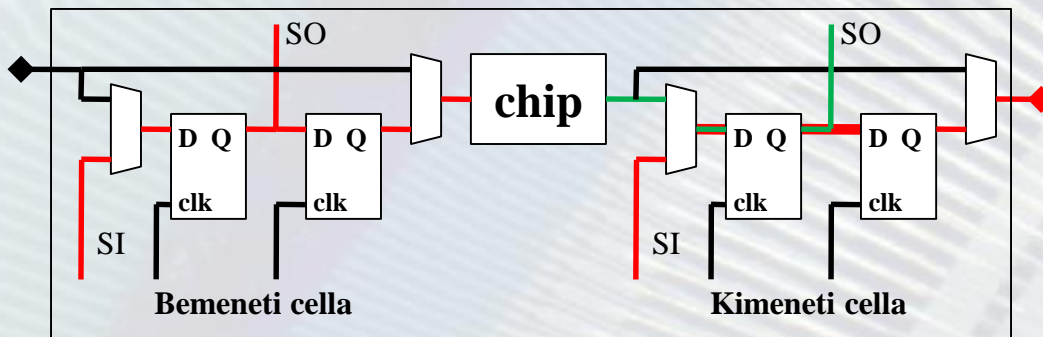 SO
SO
chip
D Q
D Q
D Q
D Q
clk
clk
clk
clk
SI
SI
Bemeneti cella
Kimeneti cella